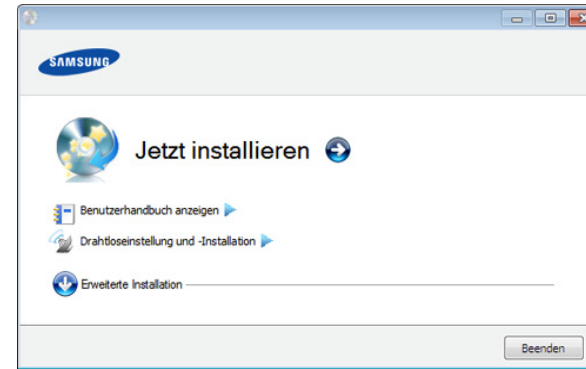 SAMSUNG
Jetzt installieren
Benutzerhandbuch anzeigen
Drahtloseinstellung und -Installation
Erweiterte Installation
Beenden